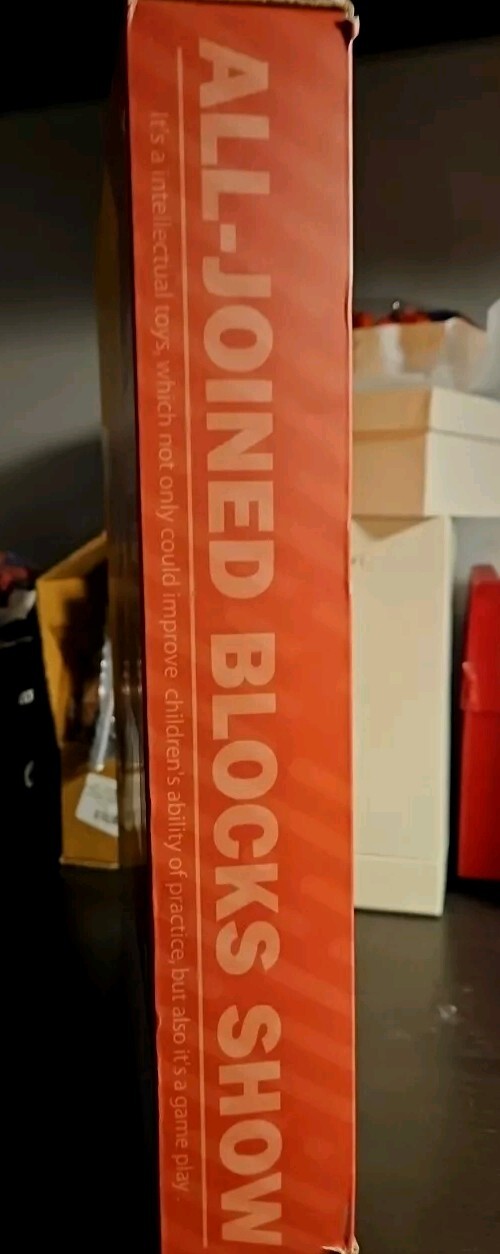 ALL-JOINED BLOCKS SHOW
It's a intellectual toys, which not only could improve children's ability of practice, but also it's a game play.